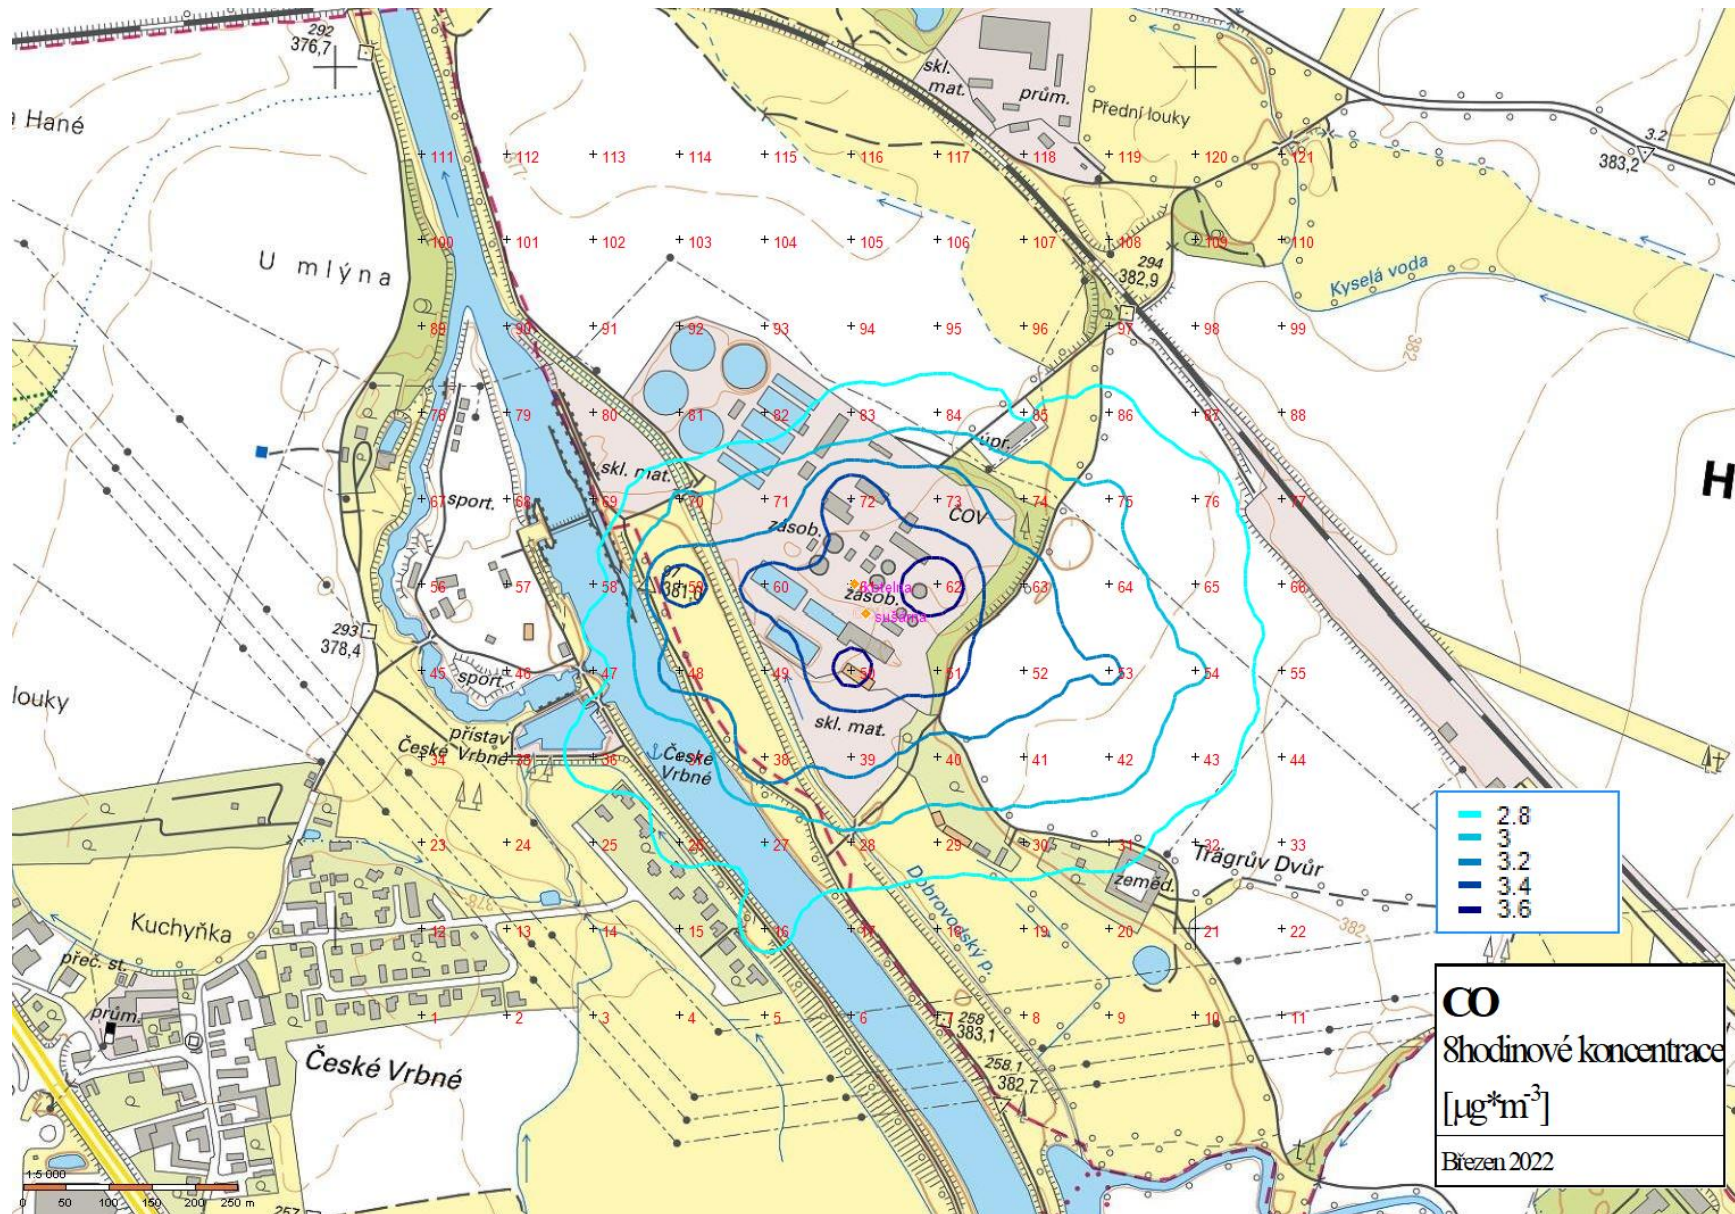 292
376,7
skl.
mat.
prům.
Přední louky
3.2
383,2
a Hané
111 112 113 114 115 116 117 118 119 120 121
100 101 102 103 104 105 106 107 108 109 110
U mlýna
294
382,9
Kyselá voda
89 90 91 92 93 94 95 96 97 98 99
382
78 79 80 81 82 83 84 85 86 87 88
úpr.
skl. mat.
H
67 68 69 70 71 72 73 74 75 76 77
sport.
zásob.
ČOV
56 57 58 59 60 62 63 64 65 66
kotelna
zásob.
sušárna
293
378,4
45 46 47 48 49 50 51 52 53 54 55
sport.
louky
skl. mat.
přístav
České Vrbné
České
Vrbné
34 35 36 37 38 39 40 41 42 43 44
2.8
3
3.2
3.4
3.6
23 24 25 26 27 28 29 30 31 32 33
Trägrův Dvůr
zeměd.
Dobrovodský p.
378
Kuchyňka
12 13 14 15 16 17 18 19 20 21 22
382
přeč. st.
prům.
1 2 3 4 5 6 7 8 9 10 11
258
383,1
České Vrbné
258.1
382,7
CO
8hodinové koncentrace
[µg*m-3]
Březen 2022
1:5 000
0 50 100 150 200 250 m
257